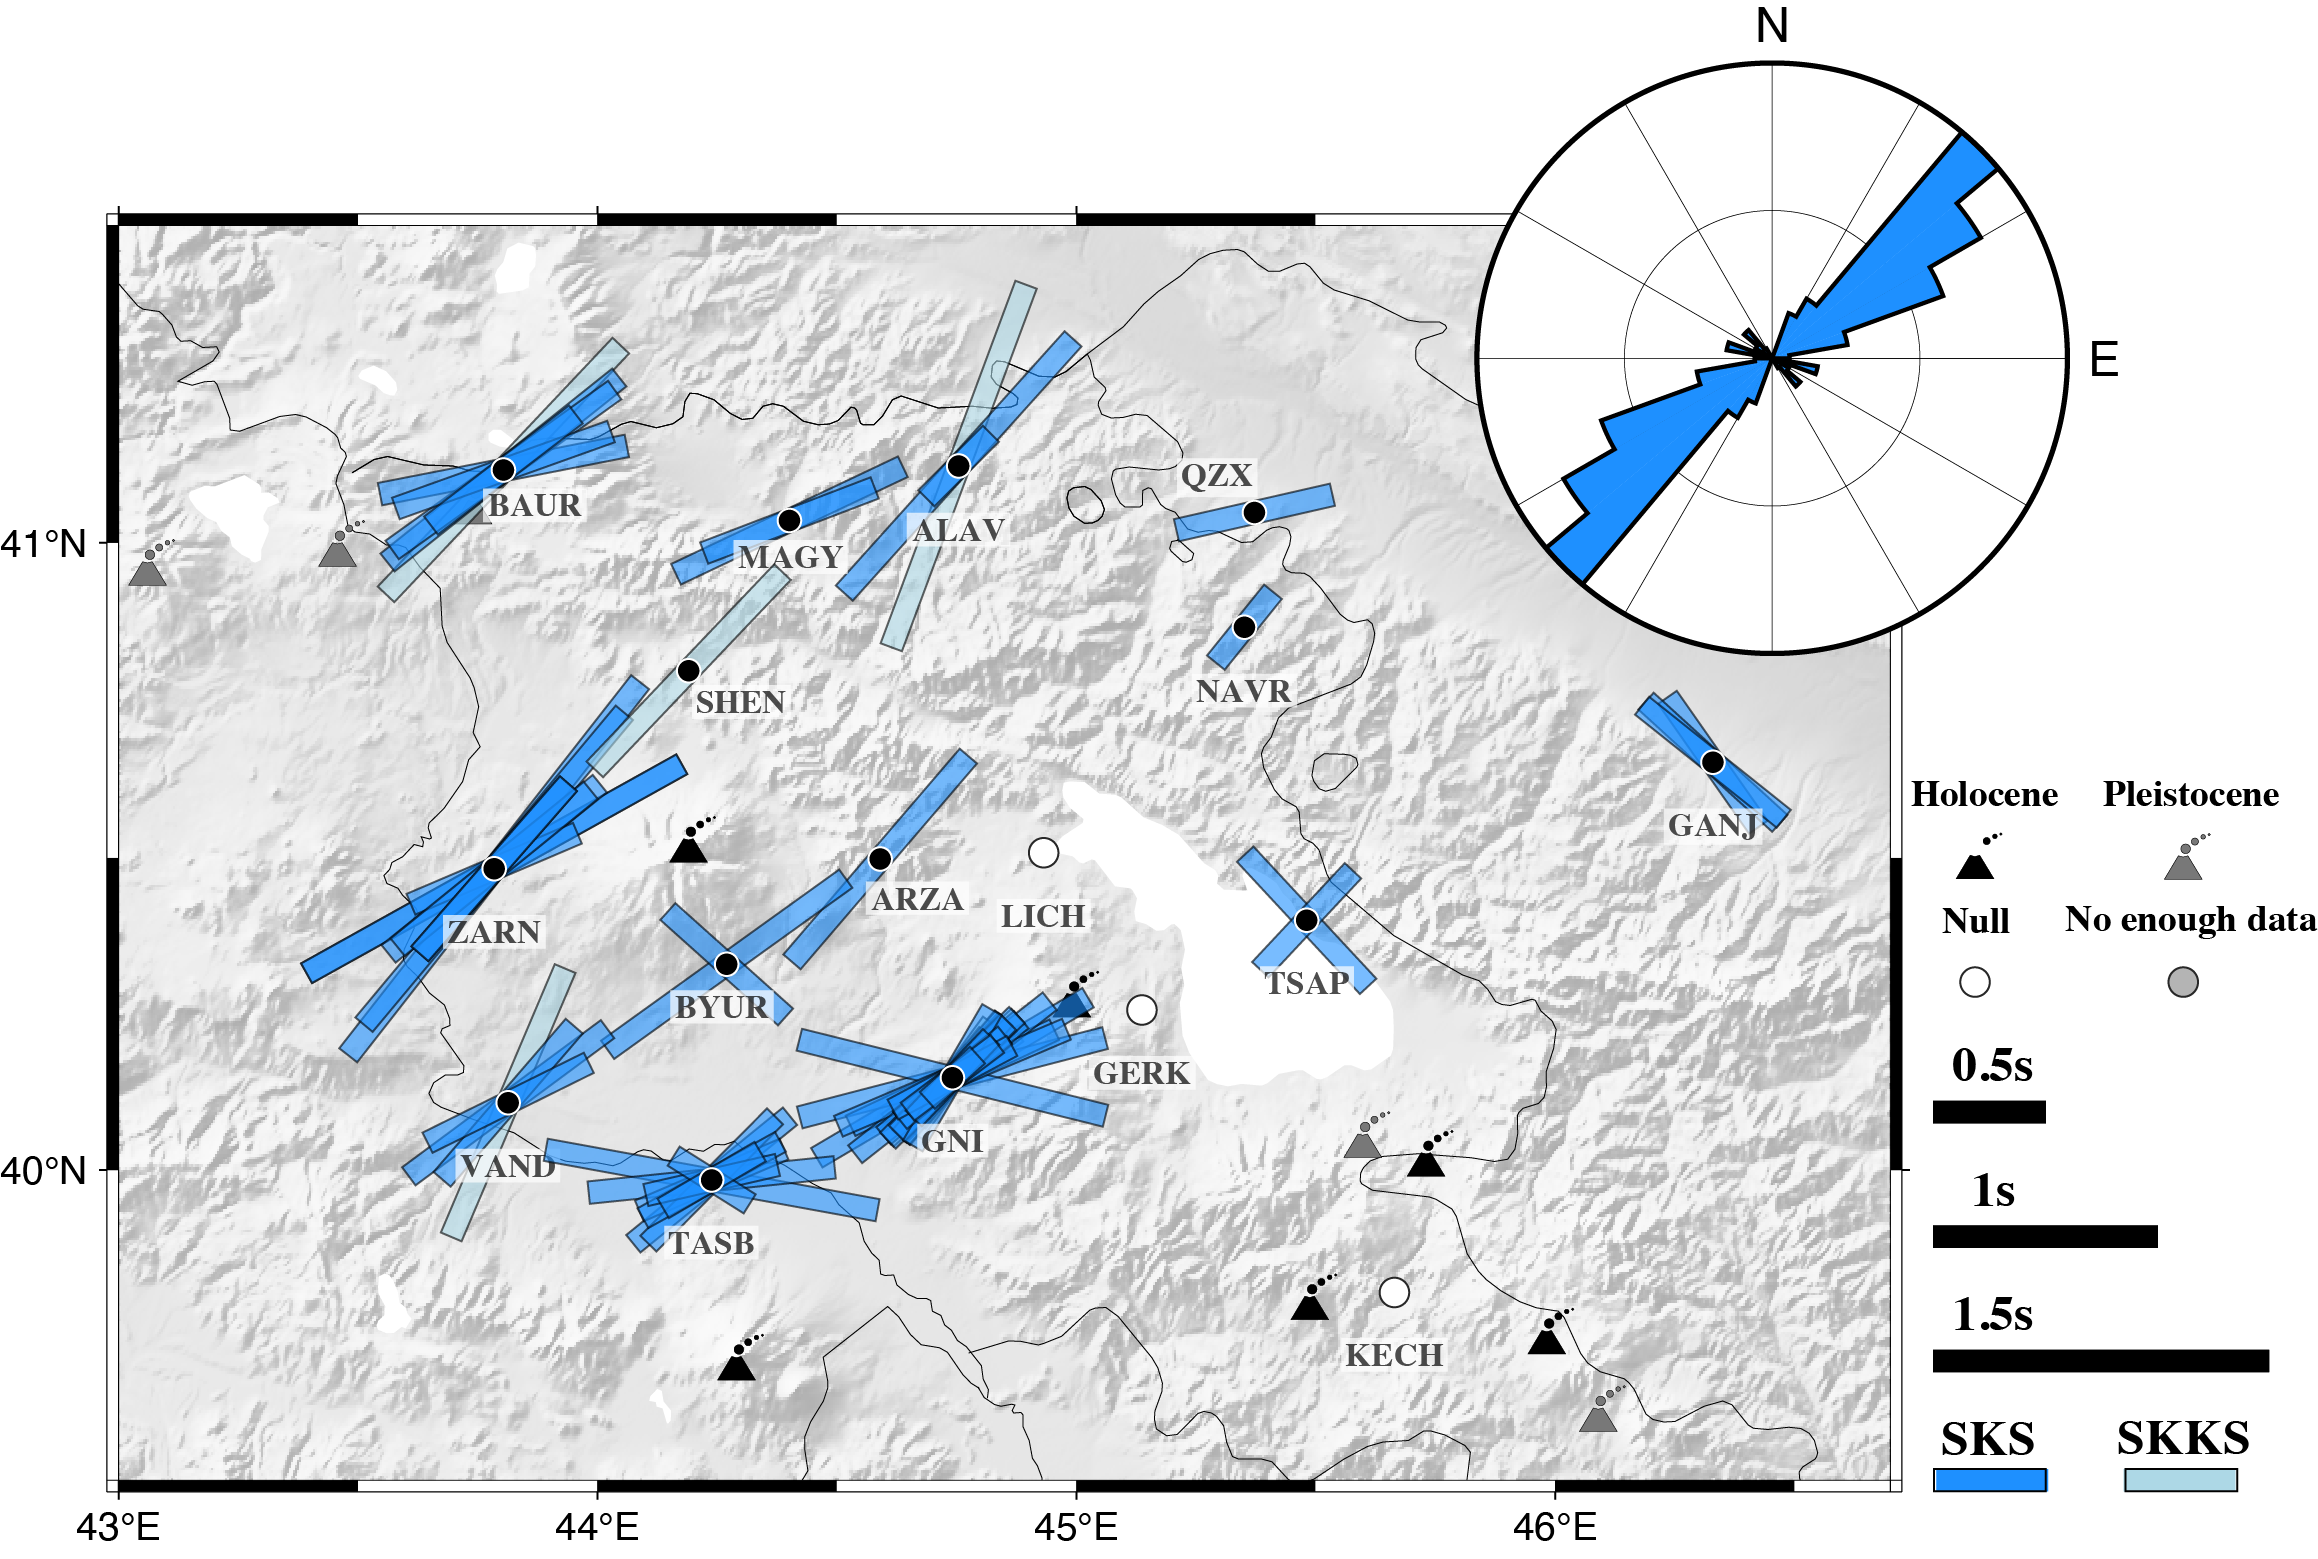 N
E
QZX
BAUR
41°N
MAGY
ALAV
SHEN
NAVR
Holocene
Pleistocene
GANJ
ARZA
LICH
ZARN
Null
No enough data
TSAP
BYUR
0.5s
GERK
GNI
VAND
40°N
1s
TASB
1.5s
KECH
SKS
SKKS
43°E
44°E
45°E
46°E